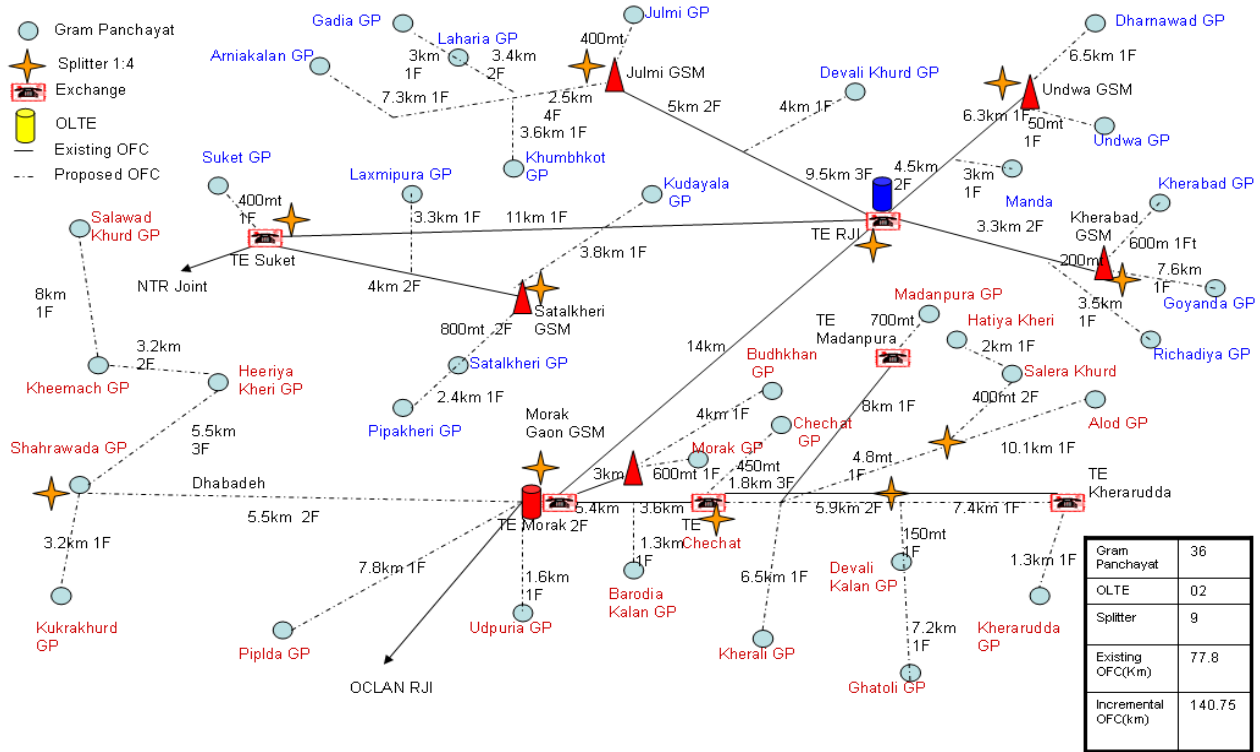 Gram Panchayat
Splitter 1:4
Exchange
OLTE
Existing OFC
Proposed OFC
Gadia GP
Laharia GP
Arniakalan GP
3km
1F
3.4km
2F
7.3km 1F
2.5km
4F
3.6km 1F
Khumbhkot
GP
400mt
Julmi GP
Julmi GSM
5km 2F
Devali Khurd GP
4km 1F
9.5km 3F
Dharnawad GP
6.5km 1F
Undwa GSM
6.3km 1F
50mt
1F
Undwa GP
4.5km
2F
3km
1F
Manda
Kherabad GP
Kherabad
GSM
3.3km 2F
600m 1Ft
200mt
7.6km
1F
Goyanda GP
3.5km
1F
Richadiya GP
Suket GP
400mt
1F
TE Suket
NTR Joint
Laxmipura GP
3.3km 1F
11km 1F
Kudayala
GP
3.8km 1F
4km 2F
Satalkheri
GSM
800mt 2F
Satalkheri GP
2.4km 1F
Pipakheri GP
TE RJI
14km
Salawad
Khurd GP
8km
1F
3.2km
2F
Kheemach GP
Heeriya
Kheri GP
5.5km
3F
Shahrawada GP
Dhabadeh
5.5km 2F
3.2km 1F
Kukrakhurd
GP
Madanpura GP
700mt
TE
Madanpura
8km 1F
Hatiya Kheri
2km 1F
Salera Khurd
400mt 2F
Alod GP
10.1km 1F
4.8mt
1F
Budhkhan
GP
4km 1F
Chechat
GP
Morak GP
450mt
600mt 1F
1.8km 3F
Morak
Gaon GSM
3km
TE Morak
5.4km
2F
3.6km
TE
Chechat
5.9km 2F
7.4km 1F
TE
Kherarudda
7.8km 1F
Piplda GP
1.6km
1F
Udpuria GP
OCLAN RJI
1.3km
1F
Barodia
Kalan GP
6.5km 1F
Kherali GP
150mt
1F
Devali
Kalan GP
7.2km
1F
Ghatoli GP
1.3km 1F
Kherarudda
GP
Gram
Panchayat
36
OLTE
02
Splitter
9
Existing
OFC(Km)
77.8
Incremental
OFC(km)
140.75